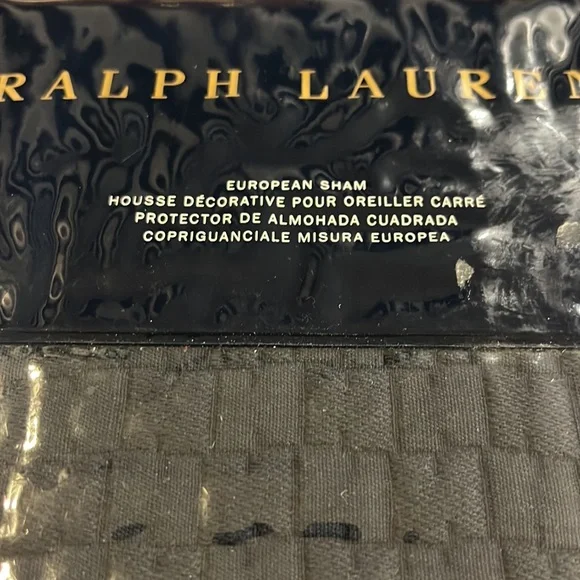 RALPH LAUREN
EUROPEAN SHAM
HOUSSE DÉCORATIVE POUR OREILLER CARRÉ
PROTECTOR DE ALMOHADA CUADRADA
COPRIGUANCIALE MISURA EUROPEA